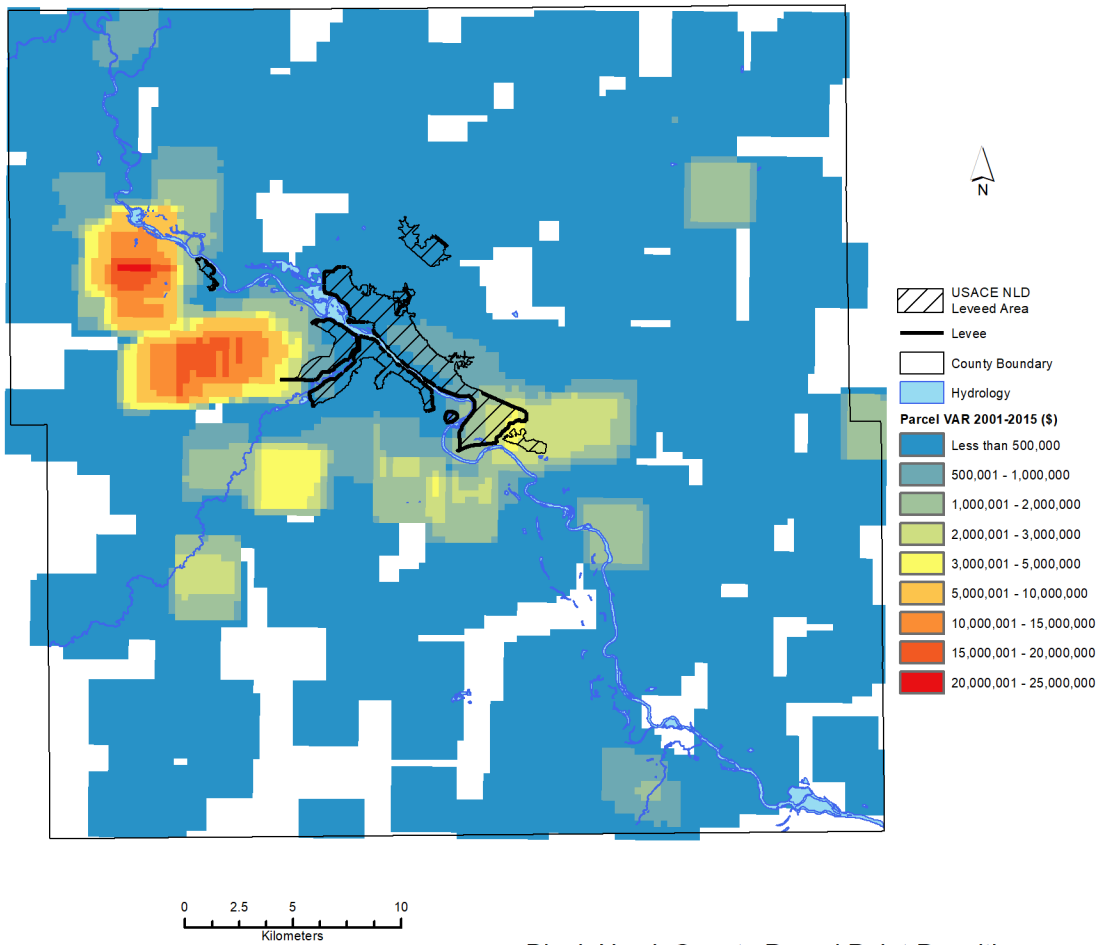 N
USACE NLD
Leveed Area
Levee
County Boundary
Hydrology
Parcel VAR 2001-2015 ($)
Less than 500,000
500,001 - 1,000,000
1,000,001 - 2,000,000
2,000,001 - 3,000,000
3,000,001 - 5,000,000
5,000,001 - 10,000,000
10,000,001 - 15,000,000
15,000,001 - 20,000,000
20,000,001 - 25,000,000
0 2.5 5 10
Kilometers